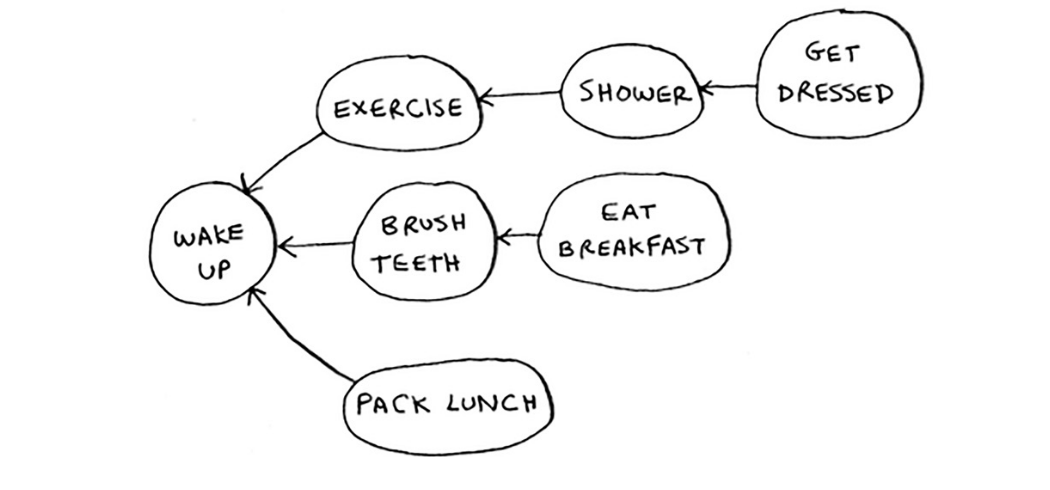 GET
DRESSED
SHOWER
EXERCISE
EAT
BREAKFAST
BRUSH
TEETH
WAKE
UP
PACK LUNCH